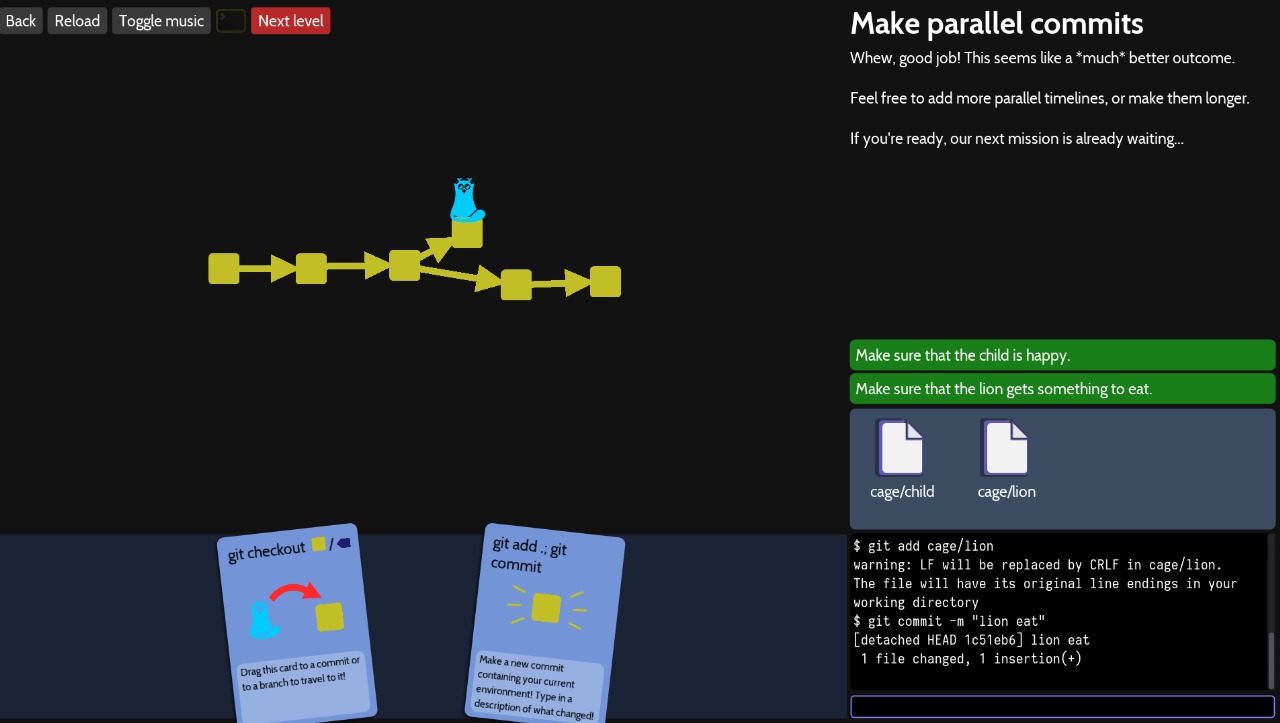 Back Reload Toggle music Next level
Make parallel commits
Whew, good job! This seems like a *much* better outcome.
Feel free to add more parallel timelines, or make them longer.
If you're ready, our next mission is already waiting...
Make sure that the child is happy.
Make sure that the lion gets something to eat.
cage/child cage/lion
$ git add cage/lion
warning: LF will be replaced by CRLF in cage/lion.
The file will have its original line endings in your
working directory
$ git commit -m "lion eat"
[detached HEAD 1c51eb6] lion eat
1 file changed, 1 insertion(+)
git checkout /
Drag this card to a commit or
to a branch to travel to it!
git add .; git
commit
Make a new commit
containing your current
environment! Type in a
description of what changed!